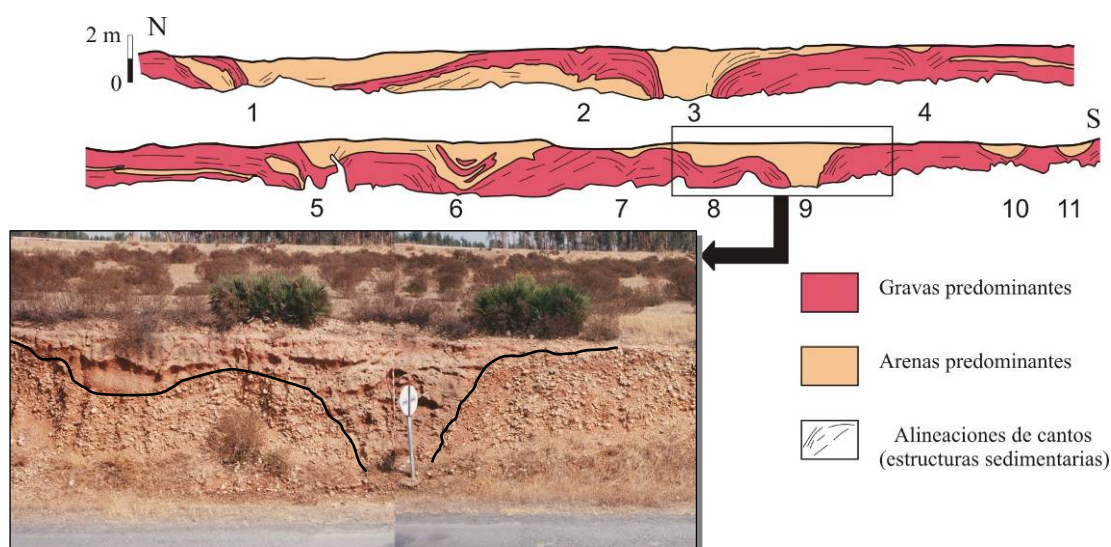 N
2 m
0
1 2 3 4
S
5 6 7 8 9 10 11
Gravas predominantes
Arenas predominantes
Alineaciones de cantos
(estructuras sedimentarias)